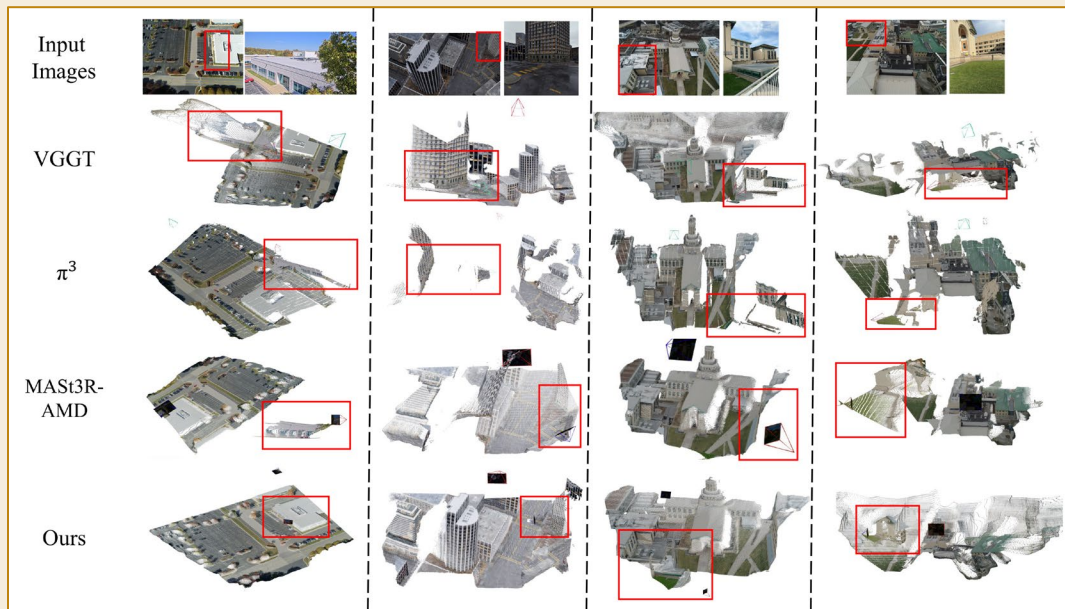 Input
Images
VGGT
π³
MASt3R-
AMD
Ours